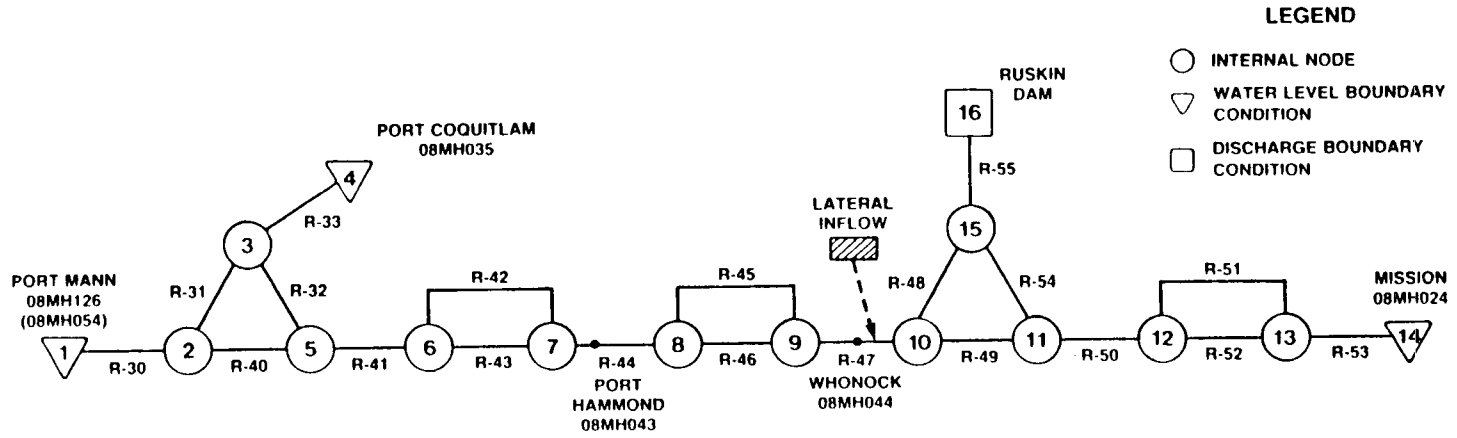 LEGEND
INTERNAL NODE
WATER LEVEL BOUNDARY
CONDITION
DISCHARGE BOUNDARY
CONDITION
RUSKIN
DAM
16
R-55
PORT COQUITLAM
08MH035
4
R-33
3
LATERAL
INFLOW
15
PORT MANN
08MH126
(08MH054)
R-31
R-32
R-42
R-45
R-48
R-54
R-51
MISSION
08MH024
1
R-30
2
R-40
5
R-41
6
R-43
7
R-44
8
R-46
9
R-47
10
R-49
11
R-50
12
R-52
13
R-53
14
PORT
HAMMOND
08MH043
WHONOCK
08MH044